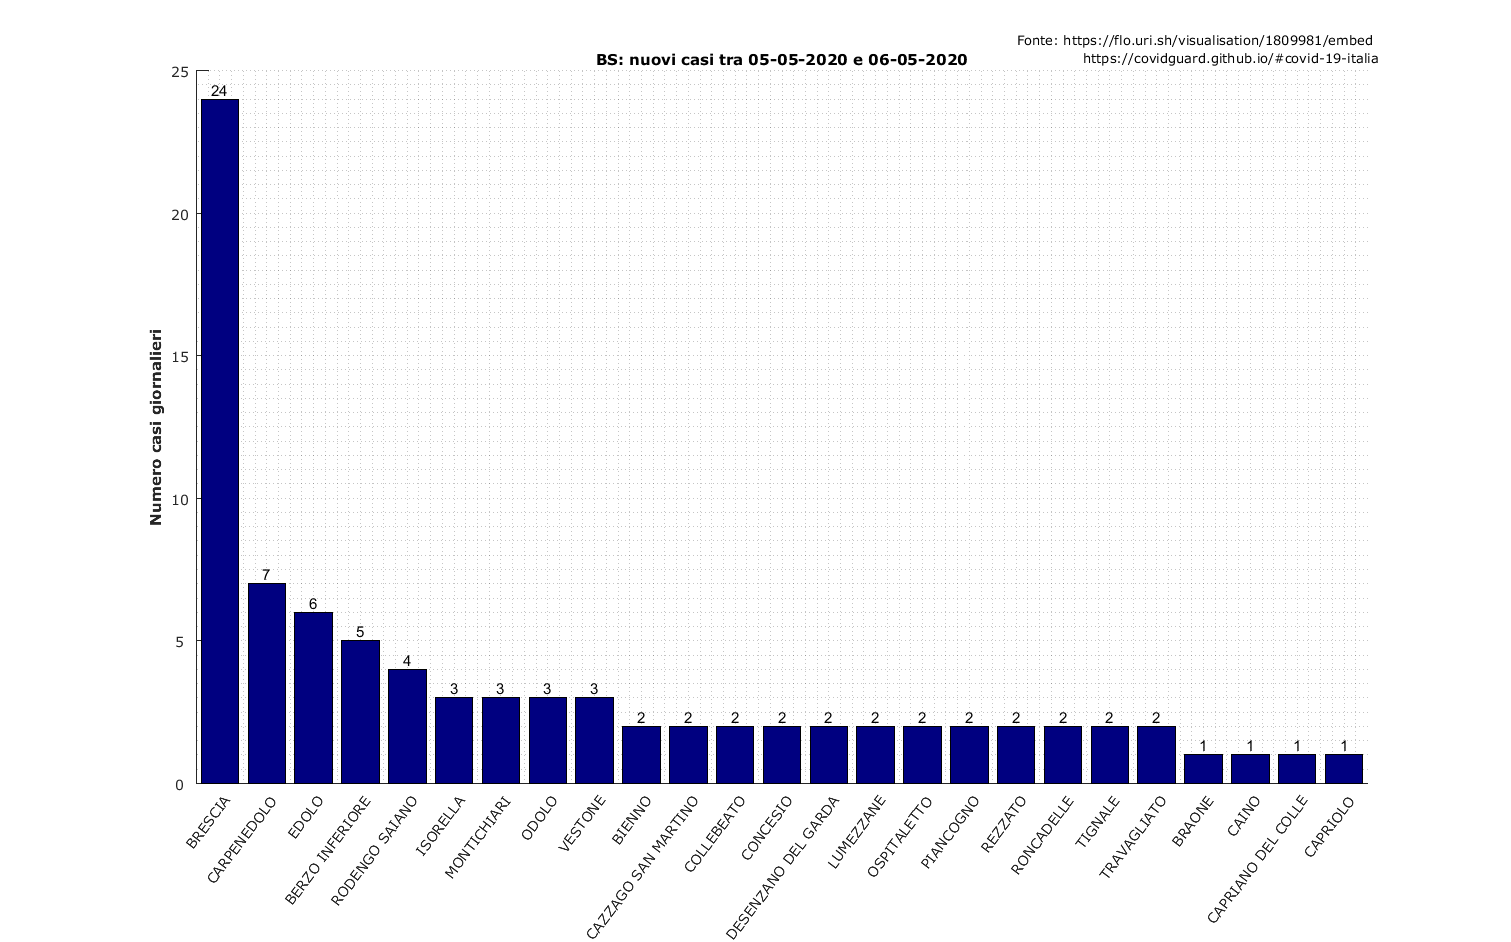 Fonte: https://flo.uri.sh/visualisation/1809981/embed
https://covidguard.github.io/#covid-19-italia
BS: nuovi casi tra 05-05-2020 e 06-05-2020
Numero casi giornalieri
25
20
15
10
5
0
24
7
6
5
4
3
3
3
3
2
2
2
2
2
2
2
2
2
2
2
2
1
1
1
1
BRESCIA
CARPENEDOLO
EDOLO
BERZO INFERIORE
RODENGO SAIANO
ISORELLA
MONTICHIARI
ODOLO
VESTONE
BIENNO
CAZZAGO SAN MARTINO
COLLEBEATO
CONCESIO
DESENZANO DEL GARDA
LUMEZZANE
OSPITALETTO
PIANCOGNO
REZZATO
RONCADELLE
TIGNALE
TRAVAGLIATO
BRAONE
CAINO
CAPRIANO DEL COLLE
CAPRIOLO